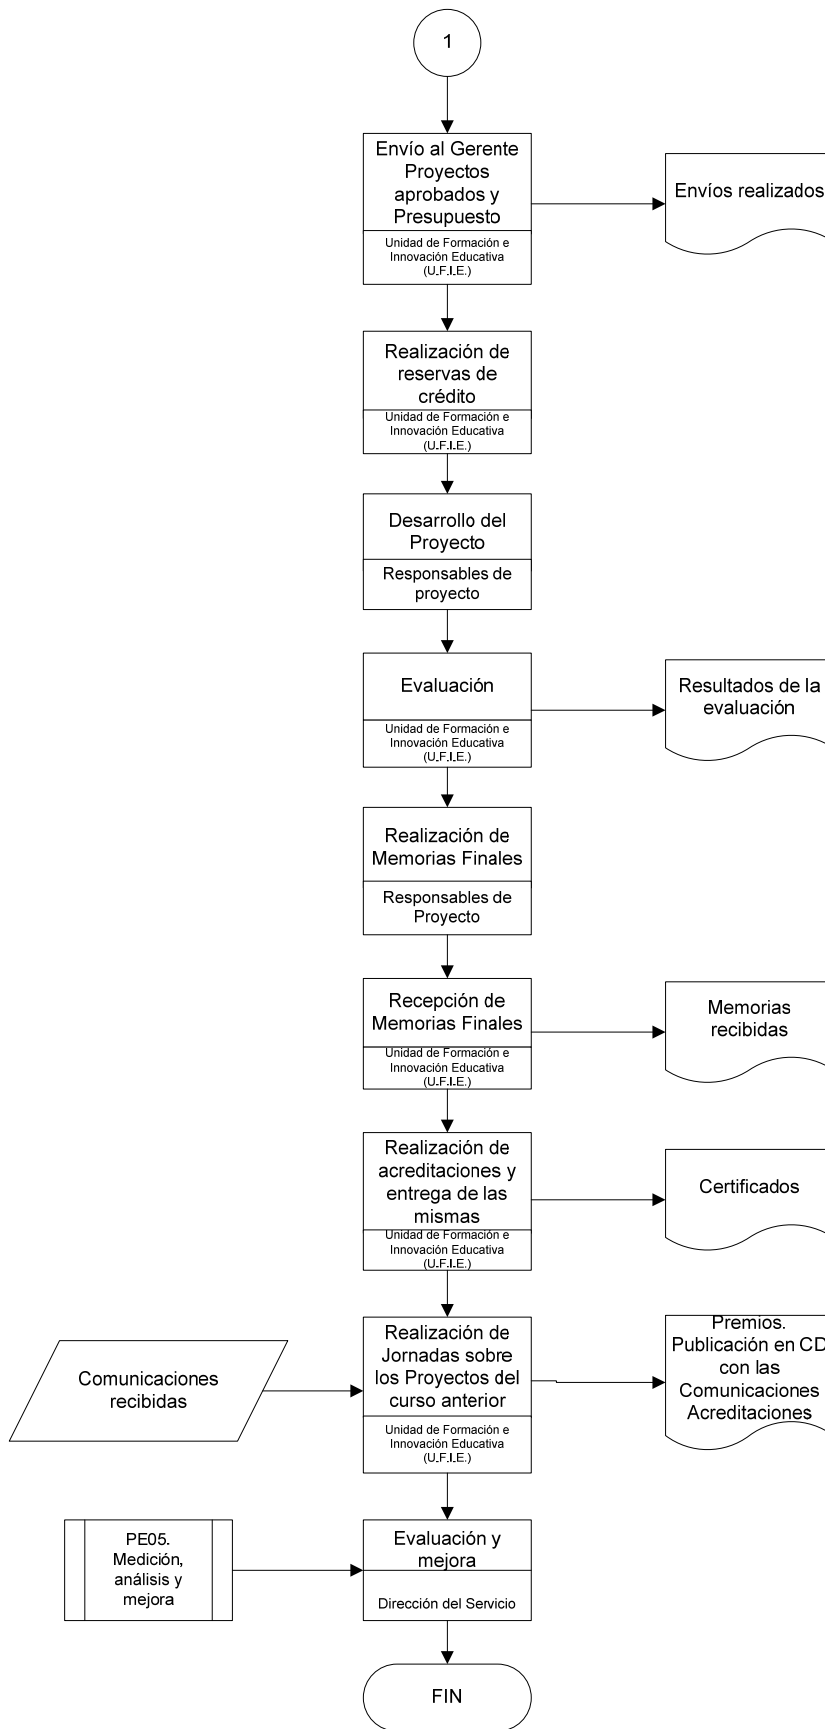 1
Envío al Gerente
Proyectos
aprobados y
Presupuesto
Unidad de Formación e
Innovación Educativa
(U.F.I.E.)
Envíos realizados
Realización de
reservas de
crédito
Unidad de Formación e
Innovación Educativa
(U.F.I.E.)
Desarrollo del
Proyecto
Responsables de
proyecto
Evaluación
Unidad de Formación e
Innovación Educativa
(U.F.I.E.)
Resultados de la
evaluación
Realización de
Memorias Finales
Responsables de
Proyecto
Recepción de
Memorias Finales
Unidad de Formación e
Innovación Educativa
(U.F.I.E.)
Memorias
recibidas
Realización de
acreditaciones y
entrega de las
mismas
Unidad de Formación e
Innovación Educativa
(U.F.I.E.)
Certificados
Comunicaciones
recibidas
Realización de
Jornadas sobre
los Proyectos del
curso anterior
Unidad de Formación e
Innovación Educativa
(U.F.I.E.)
Premios.
Publicación en CD
con las
Comunicaciones
Acreditaciones
PE05.
Medición,
análisis y
mejora
Evaluación y
mejora
Dirección del Servicio
FIN